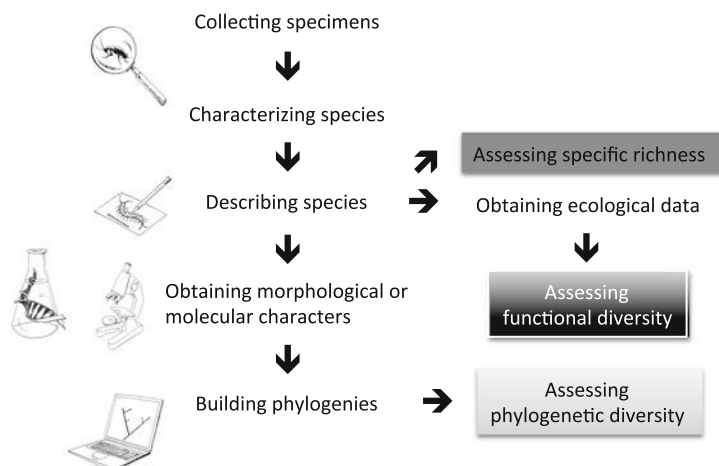 Collecting specimens
Characterizing species
Assessing specific richness
Describing species
Obtaining ecological data
Obtaining morphological or
molecular characters
Assessing
functional diversity
Building phylogenies
Assessing
phylogenetic diversity